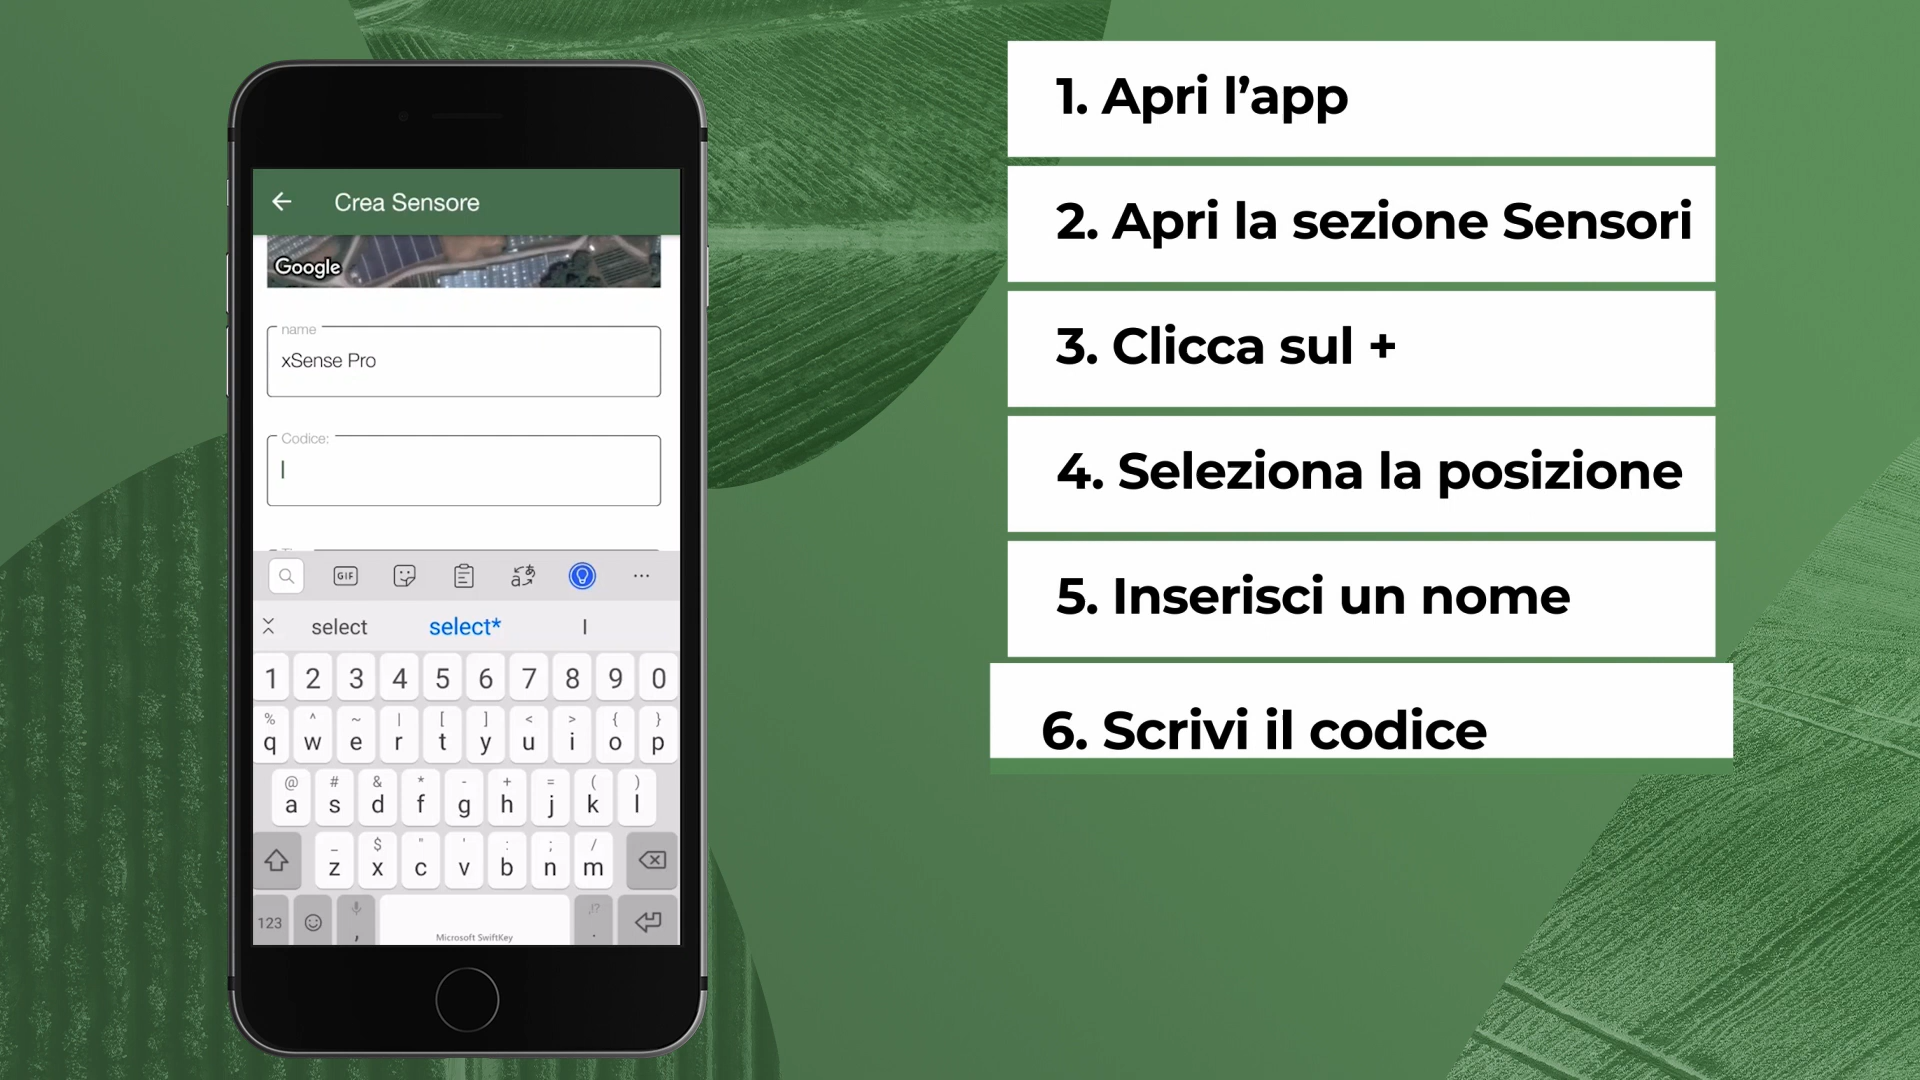 Crea Sensore
Google
name
xSense Pro
Codice:
GIF
select select* l
1 2 3 4 5 6 7 8 9 0
% ^ ~ | [ ] < > { }
q w e r t y u i o p
@ # & * - + = ( )
a s d f g h j k l
_ $ " ' : ; /
z x c v b n m
123 , ,!? .
Microsoft SwiftKey
1. Apri l’app
2. Apri la sezione Sensori
3. Clicca sul +
4. Seleziona la posizione
5. Inserisci un nome
6. Scrivi il codice